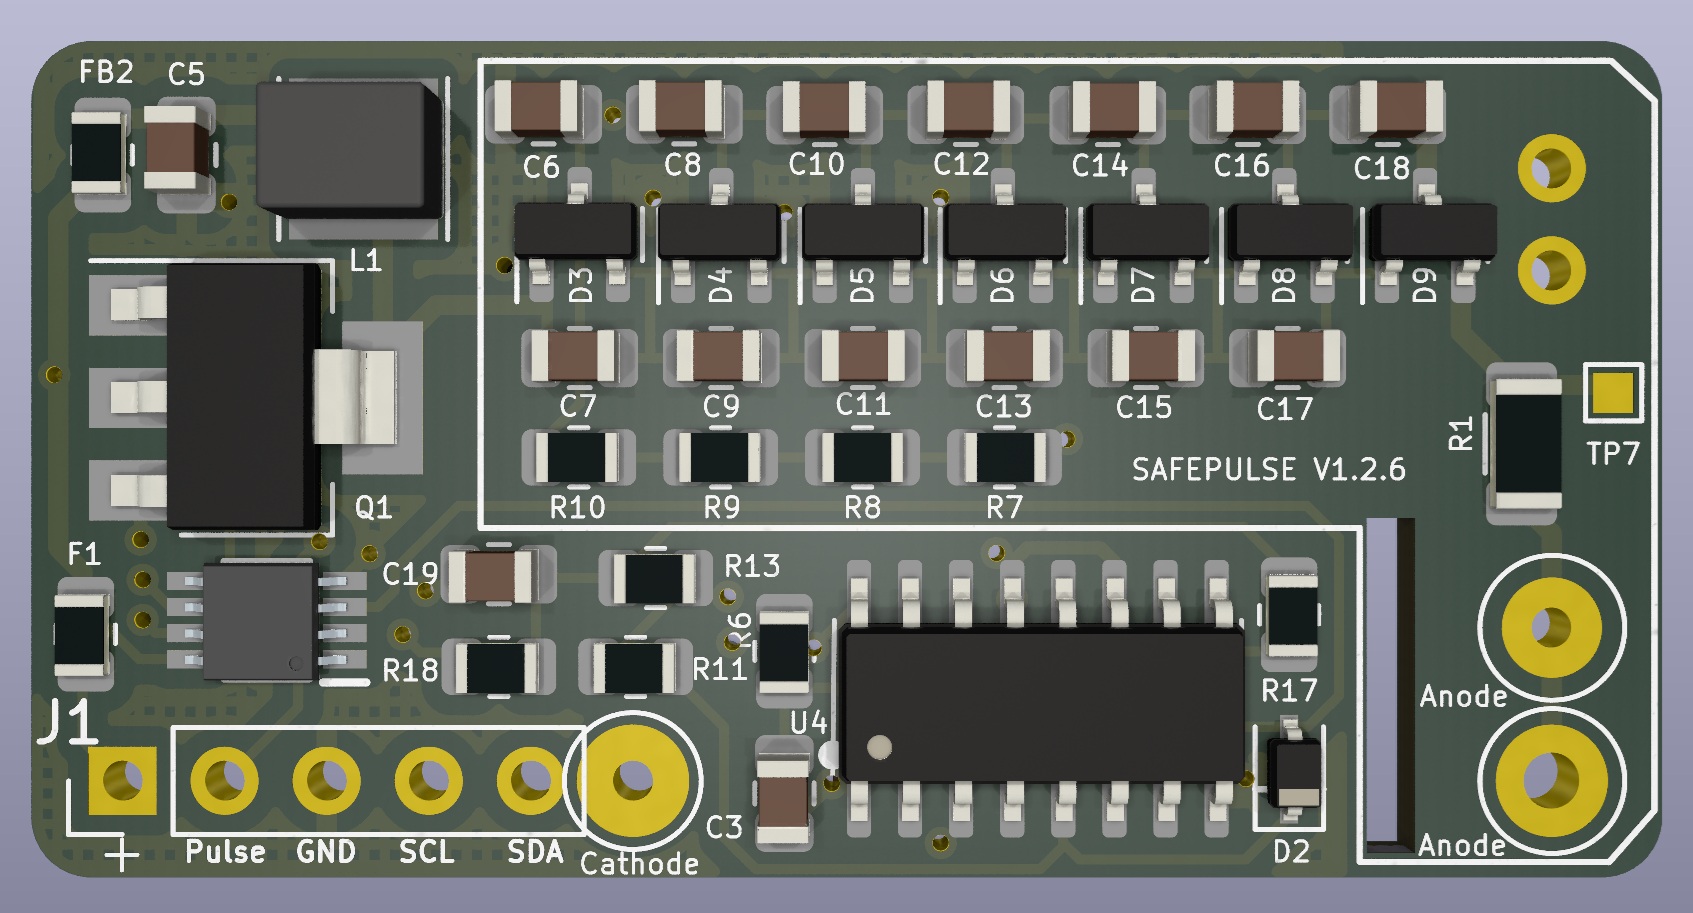 FB2 C5
C6 C8 C10 C12 C14 C16 C18
L1
D3 D4 D5 D6 D7 D8 D9
C7 C9 C11 C13 C15 C17
R1
TP7
SAFEPULSE V1.2.6
Q1
R10 R9 R8 R7
F1
C19
R13
R6
R18
R11
R17
Anode
J1
U4
C3
+
Pulse GND SCL SDA
Cathode
D2
Anode